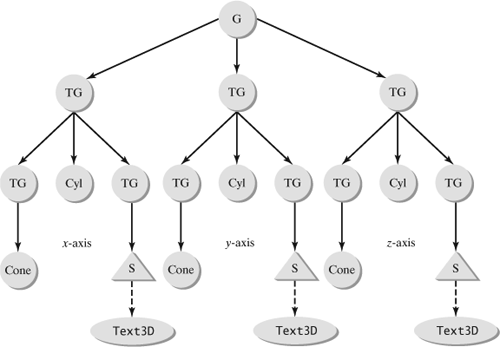 G
TG TG TG
TG Cyl TG TG Cyl TG TG Cyl TG
x-axis y-axis z-axis
Cone S Cone S Cone S
Text3D Text3D Text3D